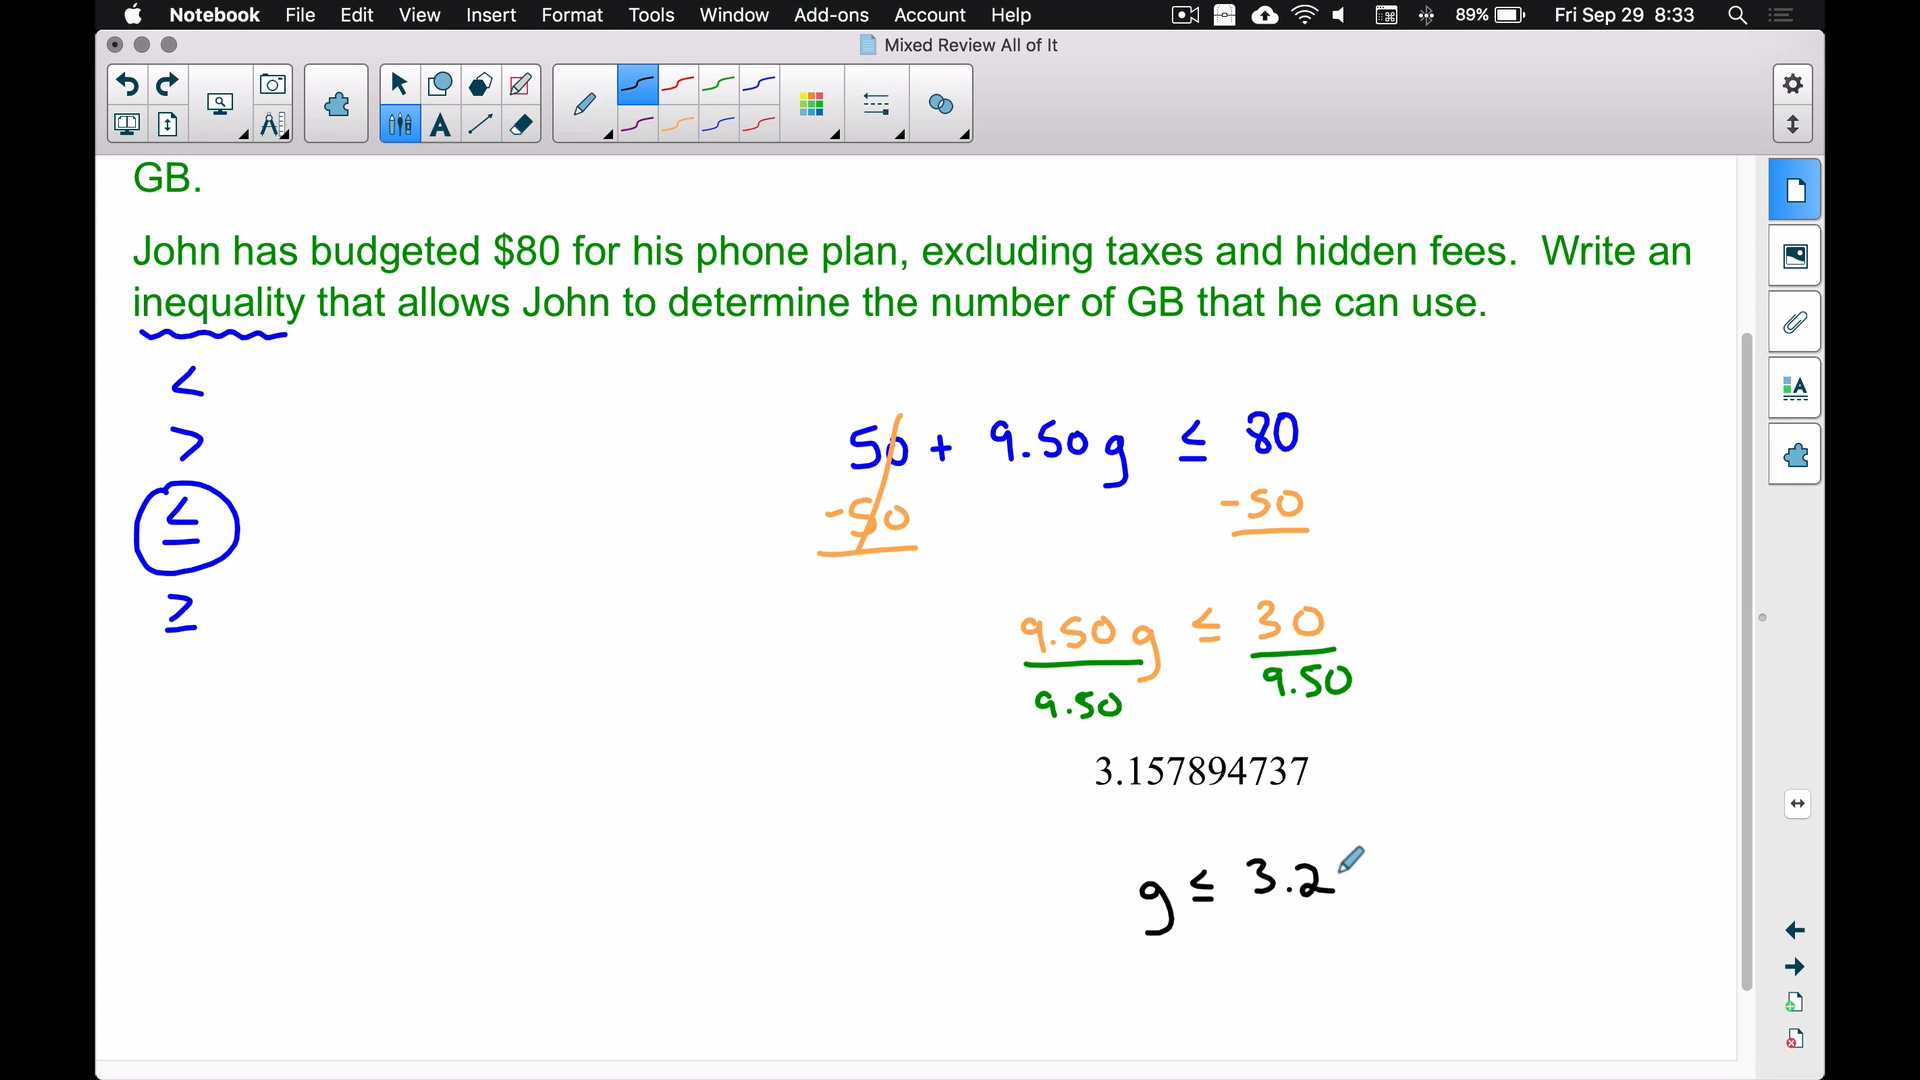 Notebook File Edit View Insert Format Tools Window Add-ons Account Help 89% Fri Sep 29 8:33
Mixed Review All of It
GB.
John has budgeted $80 for his phone plan, excluding taxes and hidden fees. Write an
inequality that allows John to determine the number of GB that he can use.
<
>
≤
≥
50 + 9.50g ≤ 80
-50 -50
9.50g ≤ 30
9.50 9.50
3.157894737
g ≤ 3.2